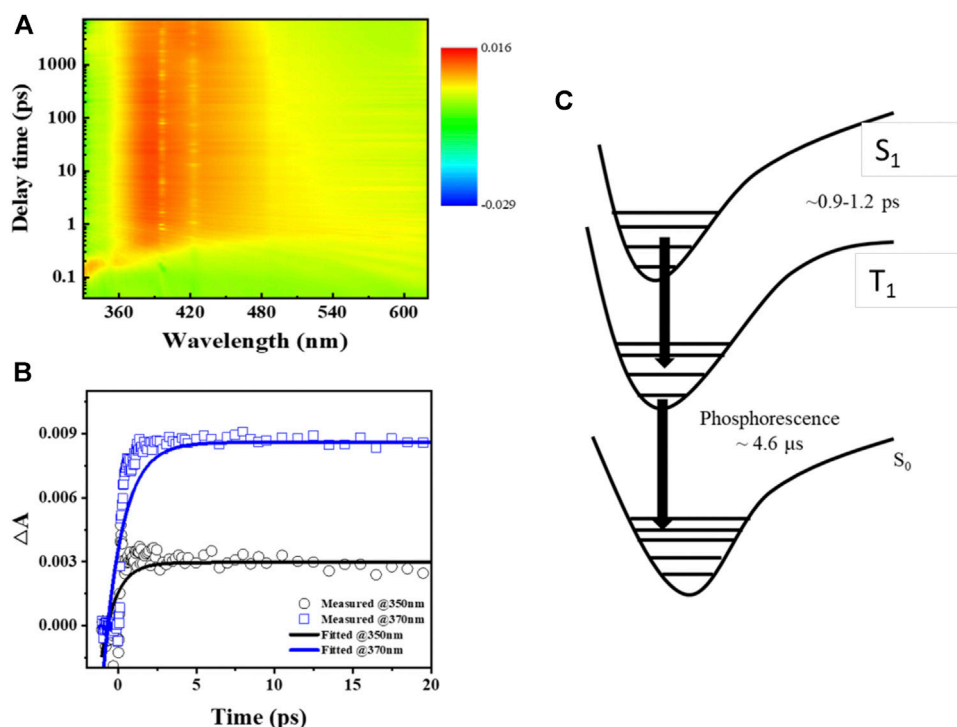 A
Delay time (ps)
1000
100
10
1
0.1
360
420
480
540
600
Wavelength (nm)
0.016
-0.029
B
△A
0.009
0.006
0.003
0.000
Measured @350nm
Measured @370nm
Fitted @350nm
Fitted @370nm
0
5
10
15
20
Time (ps)
C
S1
~0.9-1.2 ps
T1
Phosphorescence
~ 4.6 μs
S0